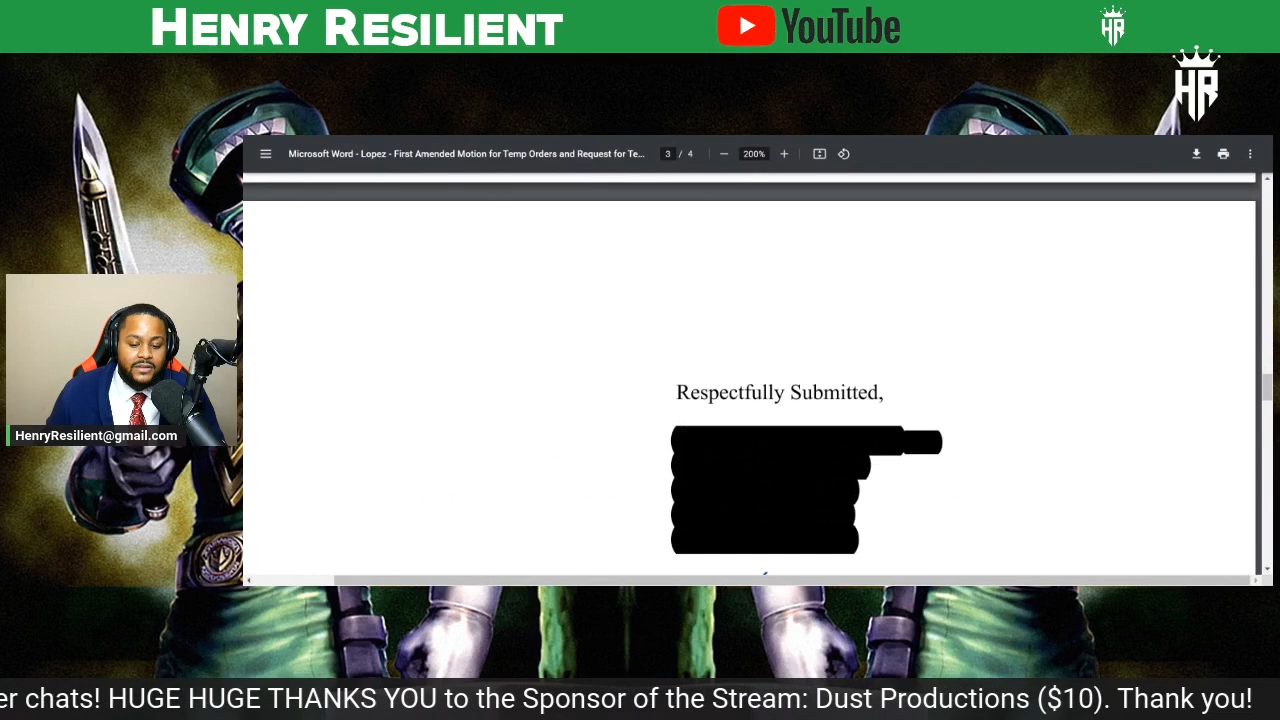 HENRY RESILIENT
YouTube
HR
HR
Microsoft Word - Lopez - First Amended Motion for Temp Orders and Request for Te...
3 / 4
200%
Respectfully Submitted,
HenryResilient@gmail.com
er chats! HUGE HUGE THANKS YOU to the Sponsor of the Stream: Dust Productions ($10). Thank you!